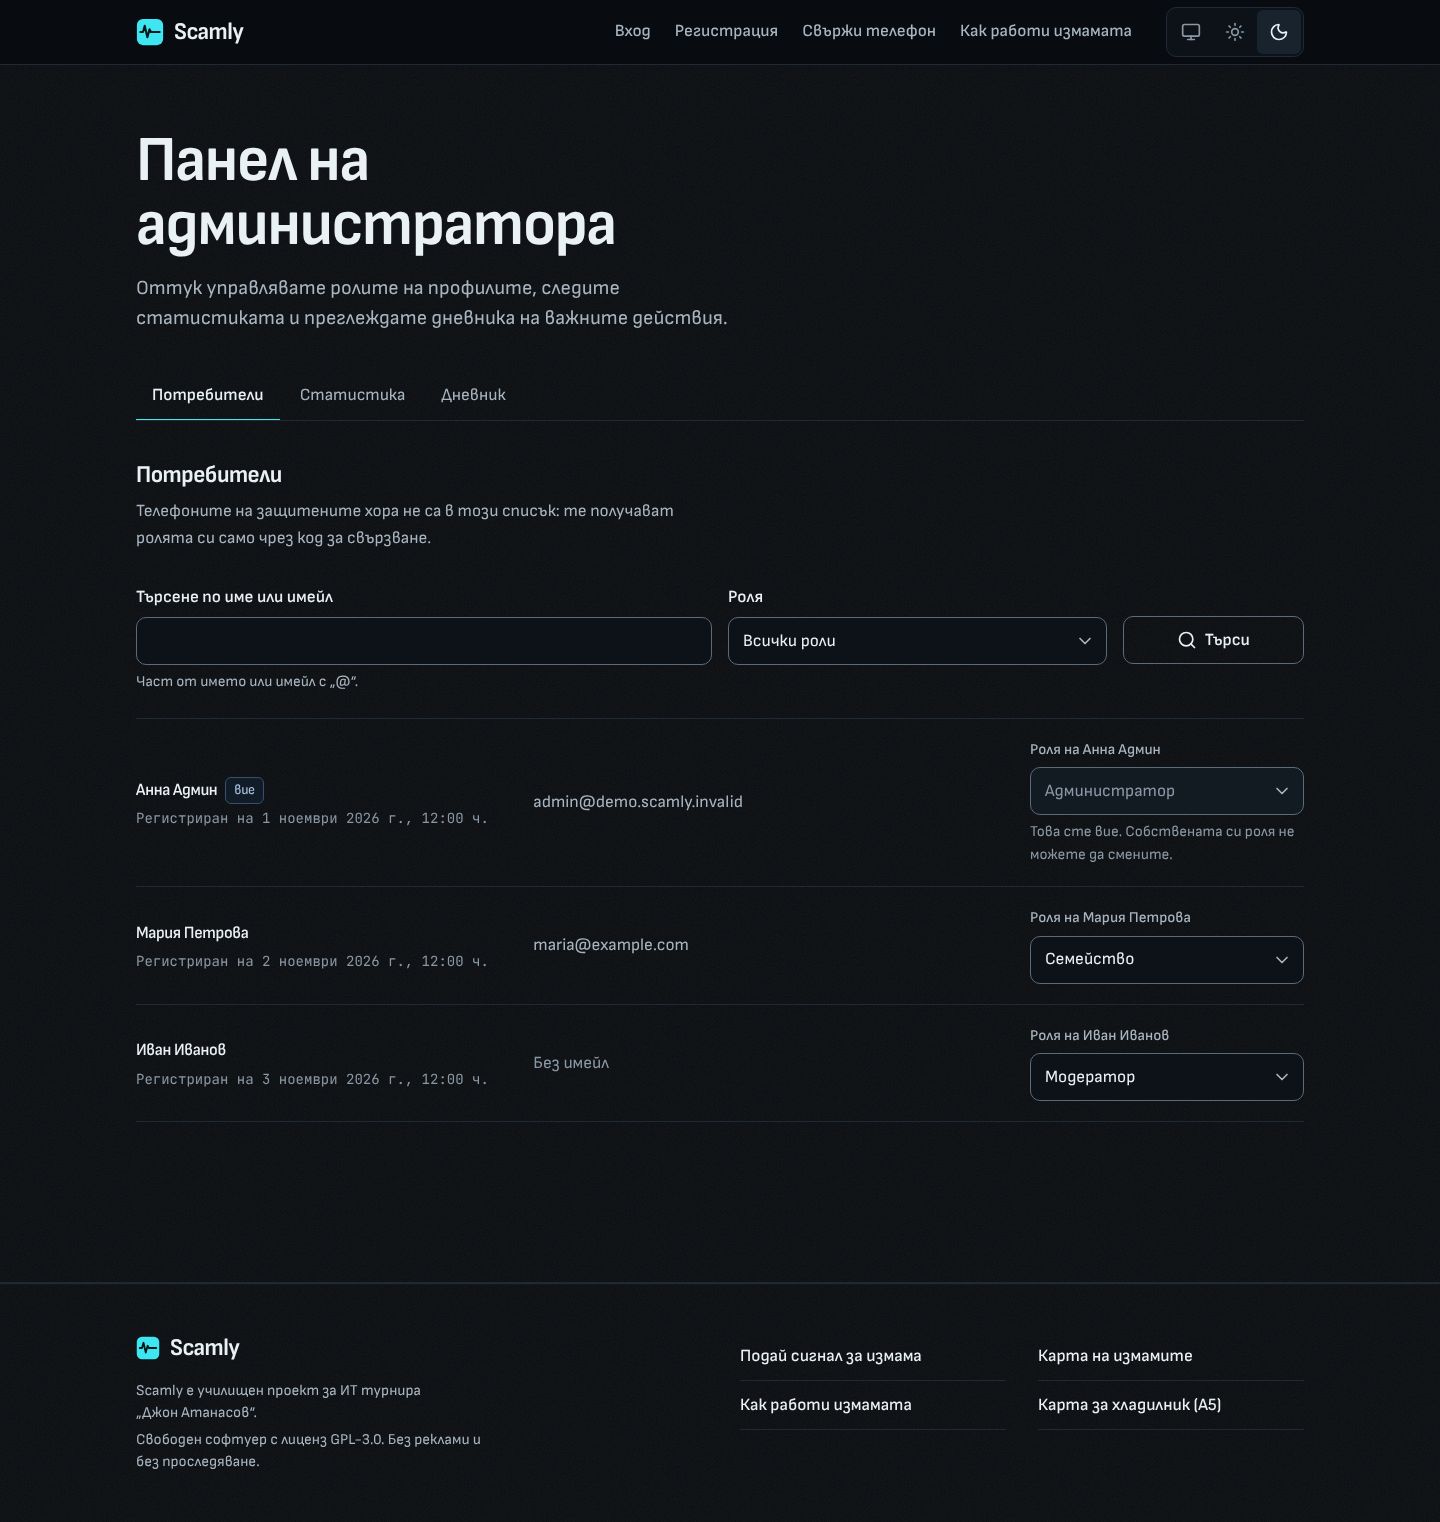 Scamly
Вход
Регистрация
Свържи телефон
Как работи измамата
Панел на
администратора
Оттук управлявате ролите на профилите, следите
статистиката и преглеждате дневника на важните действия.
Потребители
Статистика
Дневник
Потребители
Телефоните на защитените хора не са в този списък: те получават
ролята си само чрез код за свързване.
Търсене по име или имейл
Роля
Всички роли
Търси
Част от името или имейл с „@“.
Анна Админ
вие
Регистриран на 1 ноември 2026 г., 12:00 ч.
admin@demo.scamly.invalid
Роля на Анна Админ
Администратор
Това сте вие. Собствената си роля не
можете да смените.
Мария Петрова
Регистриран на 2 ноември 2026 г., 12:00 ч.
maria@example.com
Роля на Мария Петрова
Семейство
Иван Иванов
Регистриран на 3 ноември 2026 г., 12:00 ч.
Без имейл
Роля на Иван Иванов
Модератор
Scamly
Scamly е училищен проект за ИТ турнира
„Джон Атанасов“.
Свободен софтуер с лиценз GPL-3.0. Без реклами и
без проследяване.
Подай сигнал за измама
Карта на измамите
Как работи измамата
Карта за хладилник (А5)